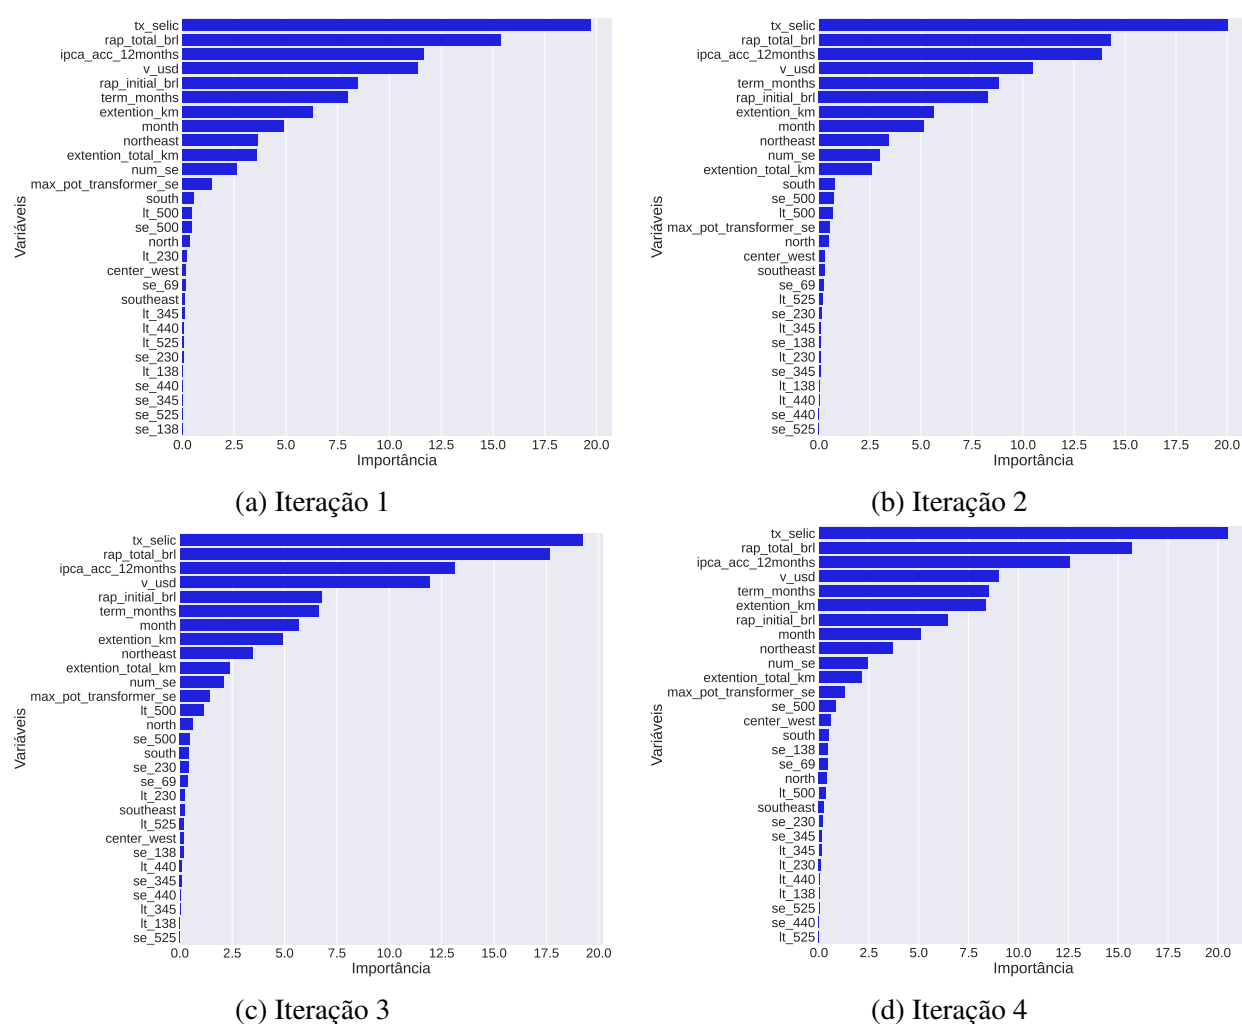 tx_selic
rap_total_brl
ipca_acc_12months
v_usd
rap_initial_brl
term_months
extention_km
month
northeast
extention_total_km
num_se
max_pot_transformer_se
south
lt_500
se_500
north
lt_230
center_west
se_69
southeast
lt_345
lt_440
lt_525
se_230
lt_138
se_440
se_345
se_525
se_138
Variáveis
0.0 2.5 5.0 7.5 10.0 12.5 15.0 17.5 20.0
Importância
(a) Iteração 1
tx_selic
rap_total_brl
ipca_acc_12months
v_usd
term_months
rap_initial_brl
extention_km
month
northeast
num_se
extention_total_km
south
se_500
lt_500
max_pot_transformer_se
north
center_west
southeast
se_69
lt_525
se_230
lt_345
se_138
lt_230
se_345
lt_138
lt_440
se_440
se_525
Variáveis
0.0 2.5 5.0 7.5 10.0 12.5 15.0 17.5 20.0
Importância
(b) Iteração 2
tx_selic
rap_total_brl
ipca_acc_12months
v_usd
rap_initial_brl
term_months
month
extention_km
northeast
extention_total_km
num_se
max_pot_transformer_se
lt_500
north
se_500
south
se_230
se_69
lt_230
southeast
lt_525
center_west
se_138
lt_440
se_345
se_440
lt_345
lt_138
se_525
Variáveis
0.0 2.5 5.0 7.5 10.0 12.5 15.0 17.5 20.0
Importância
(c) Iteração 3
tx_selic
rap_total_brl
ipca_acc_12months
v_usd
term_months
extention_km
rap_initial_brl
month
northeast
num_se
extention_total_km
max_pot_transformer_se
se_500
center_west
south
se_138
se_69
north
lt_500
southeast
se_230
se_345
lt_345
lt_230
lt_440
lt_138
se_525
se_440
lt_525
Variáveis
0.0 2.5 5.0 7.5 10.0 12.5 15.0 17.5 20.0
Importância
(d) Iteração 4